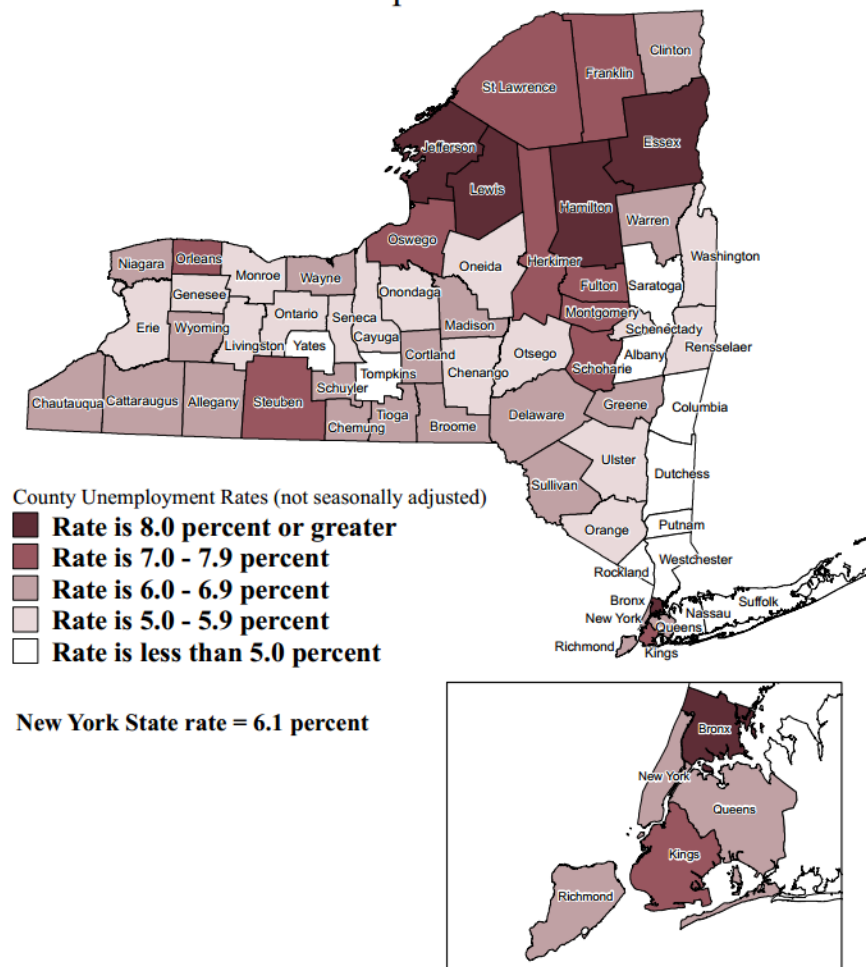 Clinton
Franklin
St Lawrence
Essex
Jefferson
Lewis
Hamilton
Warren
Oswego
Washington
Orleans
Oneida
Herkimer
Niagara
Monroe
Wayne
Fulton
Saratoga
Genesee
Onondaga
Ontario
Seneca
Montgomery
Erie
Wyoming
Cayuga
Madison
Schenectady
Livingston
Yates
Rensselaer
Cortland
Otsego
Albany
Tompkins
Chenango
Schoharie
Schuyler
Chautauqua
Cattaraugus
Allegany
Steuben
Greene
Columbia
Tioga
Delaware
Chemung
Broome
Ulster
Dutchess
Sullivan
Orange
Putnam
Westchester
Rockland
Bronx
Suffolk
Nassau
New York
Queens
Richmond
Kings
County Unemployment Rates (not seasonally adjusted)
Rate is 8.0 percent or greater
Rate is 7.0 - 7.9 percent
Rate is 6.0 - 6.9 percent
Rate is 5.0 - 5.9 percent
Rate is less than 5.0 percent
New York State rate = 6.1 percent
Bronx
New York
Queens
Kings
Richmond